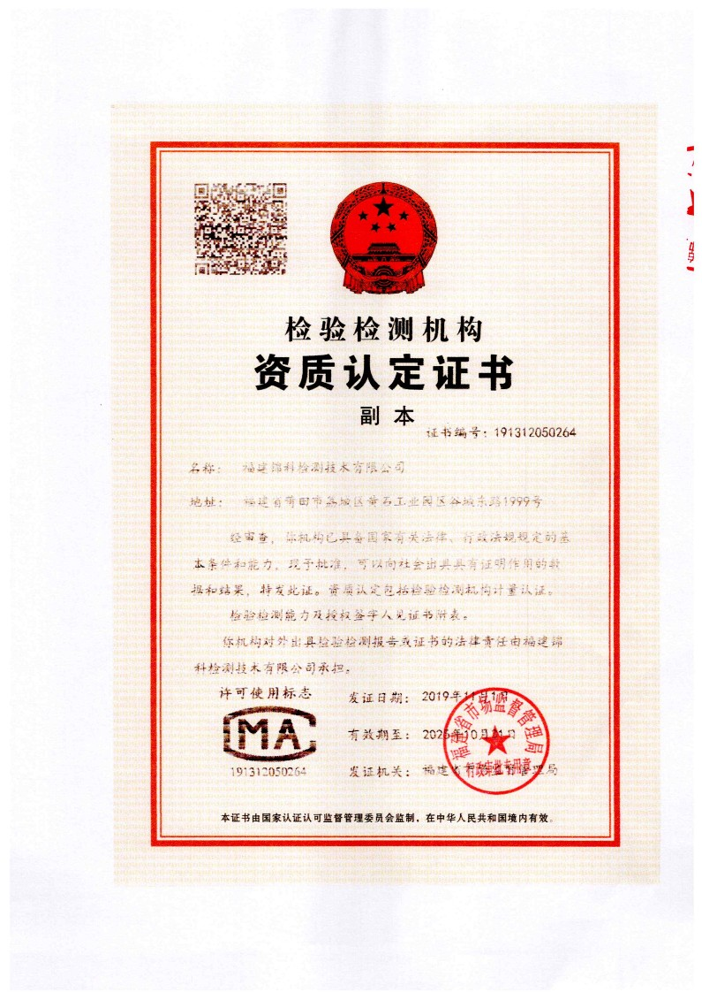 检验检测机构
资质认定证书
副本
证书编号：191312050264
名称：福建锦科检测技术有限公司
地址：福建省莆田市荔城区黄石工业园区谷城东路1999号
经审查，你机构已具备国家有关法律、行政法规规定的基
本条件和能力，现予批准，可以向社会出具具有证明作用的数
据和结果，特发此证。资质认定包括检验检测机构计量认证。
检验检测能力及授权签字人见证书附表。
你机构对外出具检验检测报告或证书的法律责任由福建锦
科检测技术有限公司承担。
许可使用标志
MA
191312050264
发证日期：2019年11月1日
有效期至：2025年10月31日
发证机关：福建省市场监督管理局
福建省市场监督管理局
行政审批专用章
本证书由国家认证认可监督管理委员会监制，在中华人民共和国境内有效。